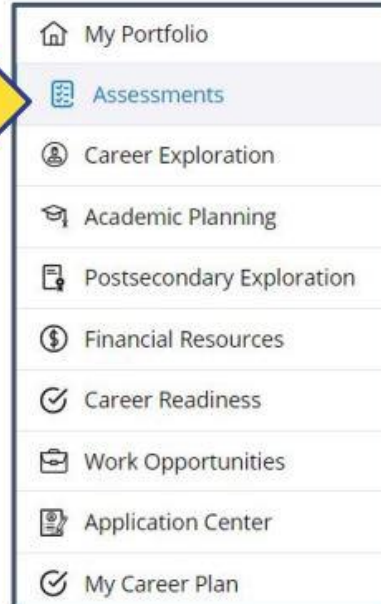 My Portfolio
Assessments
Career Exploration
Academic Planning
Postsecondary Exploration
Financial Resources
Career Readiness
Work Opportunities
Application Center
My Career Plan